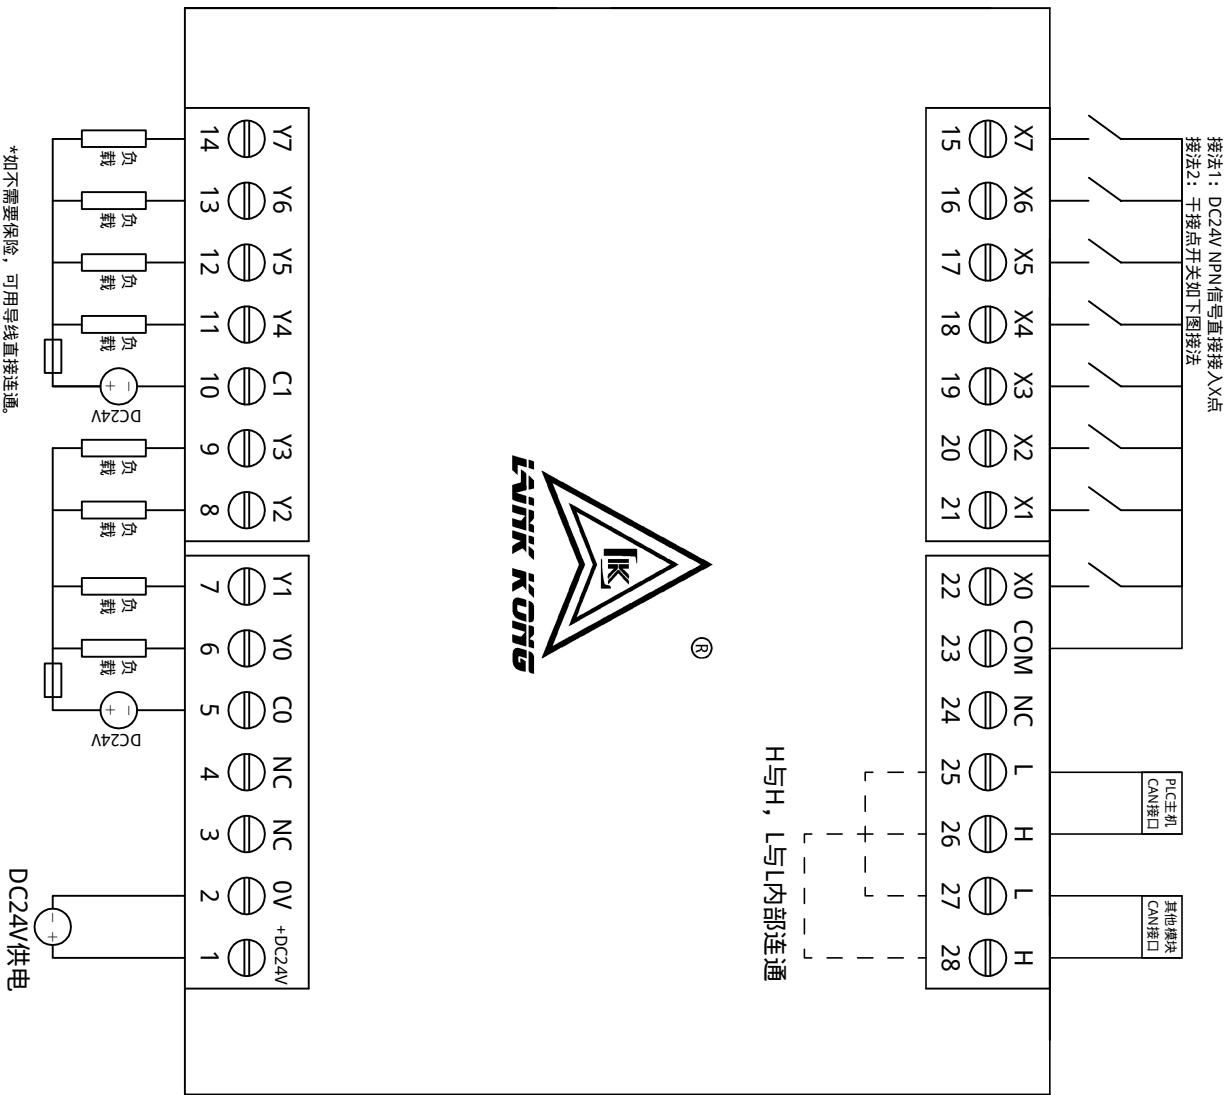 接法1：DC24V NPN信号直接接入X点
接法2：干接点开关如下图接法
PLC主机
CAN接口
其他模块
CAN接口
X7 X6 X5 X4 X3 X2 X1 X0 COM NC L H L H
15 16 17 18 19 20 21 22 23 24 25 26 27 28
H与H，L与L内部连通
®
LK
LAINK KONG
Y7 Y6 Y5 Y4 C1 Y3 Y2 Y1 Y0 C0 NC NC 0V +DC24V
14 13 12 11 10 9 8 7 6 5 4 3 2 1
负载 负载 负载 负载 负载 负载 负载 负载
DC24V
DC24V
*如不需要保险，可用导线直接连通。
DC24V供电